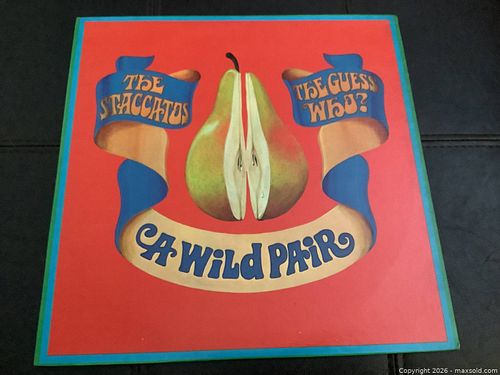 THE
STACCATOS
THE GUESS
WHO?
A WILD PAIR
Copyright 2026 - maxsold.com